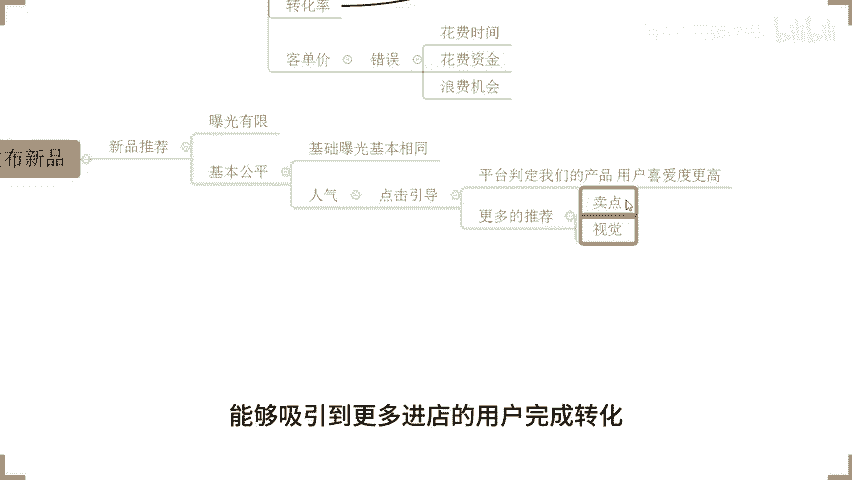 转化率
花费时间
客单价 错误 花费资金
浪费机会
曝光有限
布新品 新品推荐
基础曝光基本相同
基本公平
平台判定我们的产品 用户喜爱度更高
人气 点击引导
卖点
更多的推荐
视觉
bilibili
能够吸引到更多进店的用户完成转化